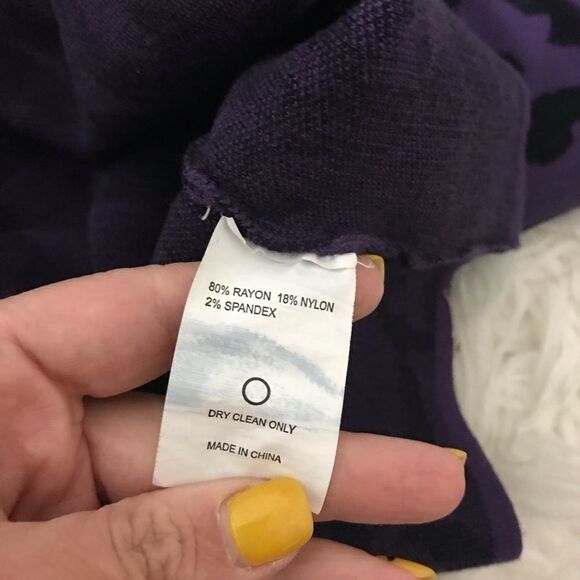 80% RAYON 18% NYLON
2% SPANDEX
DRY CLEAN ONLY
MADE IN CHINA